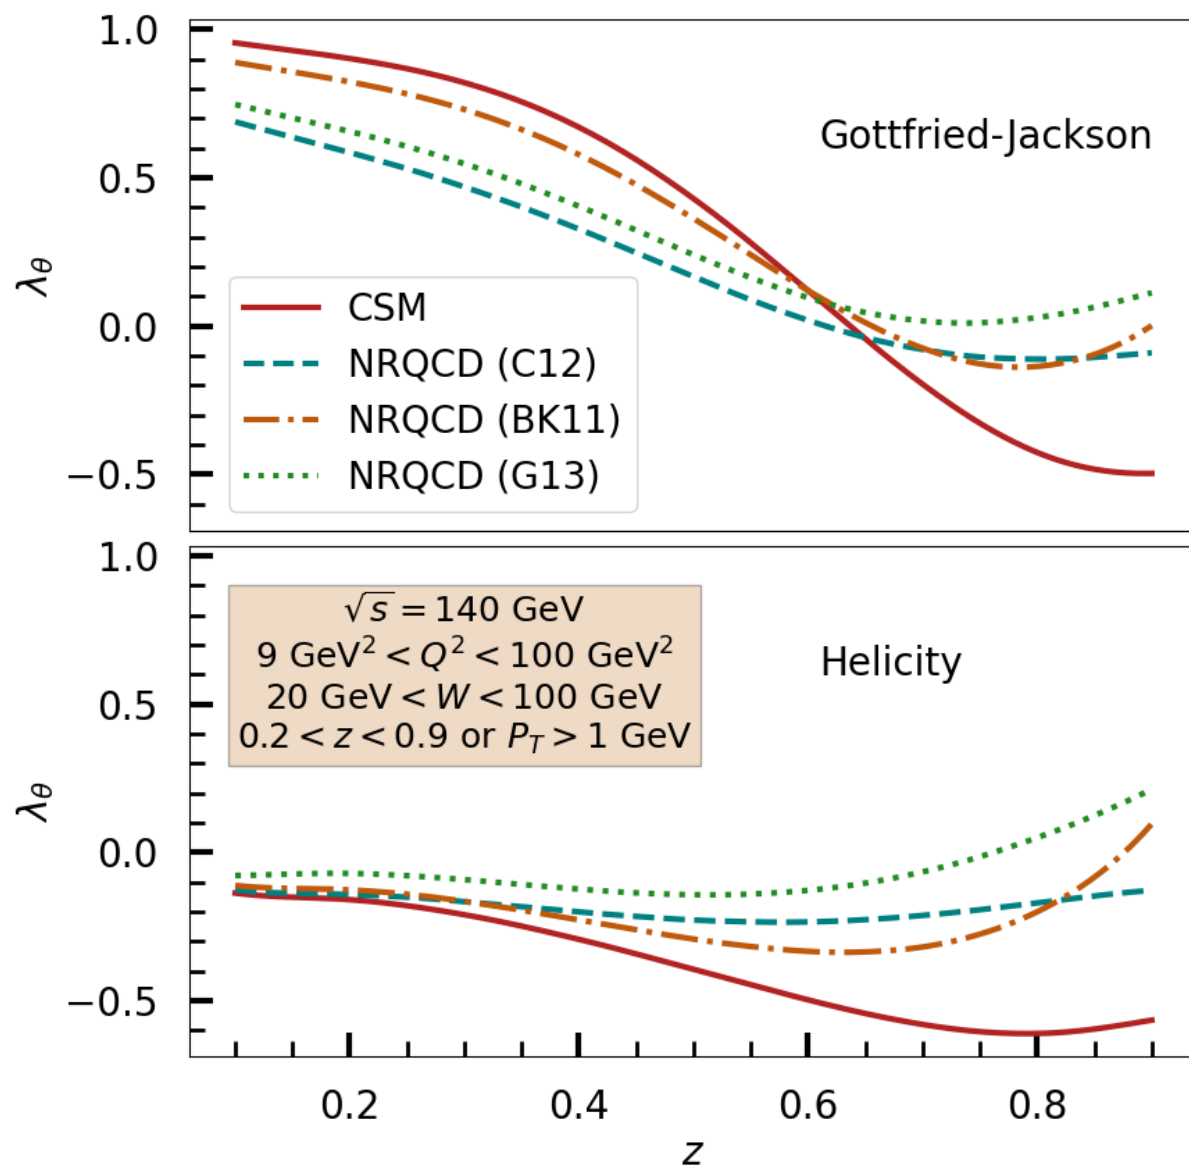 1.0
0.5
0.0
−0.5
λθ
Gottfried-Jackson
CSM
NRQCD (C12)
NRQCD (BK11)
NRQCD (G13)
1.0
0.5
0.0
−0.5
λθ
√s = 140 GeV
9 GeV² < Q² < 100 GeV²
20 GeV < W < 100 GeV
0.2 < z < 0.9 or P_T > 1 GeV
Helicity
0.2 0.4 0.6 0.8
z